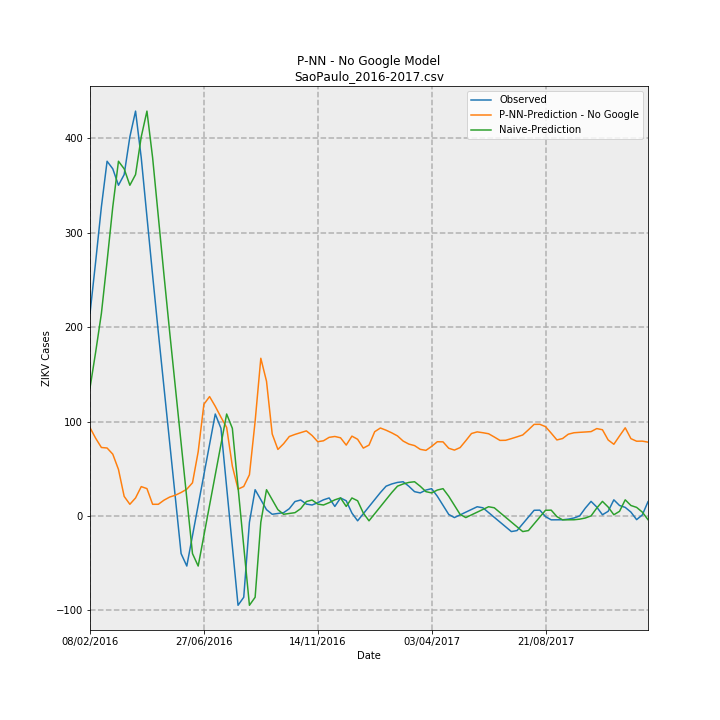 P-NN - No Google Model
SaoPaulo_2016-2017.csv
Observed
P-NN-Prediction - No Google
Naive-Prediction
ZIKV Cases
400
300
200
100
0
−100
08/02/2016
27/06/2016
14/11/2016
03/04/2017
21/08/2017
Date